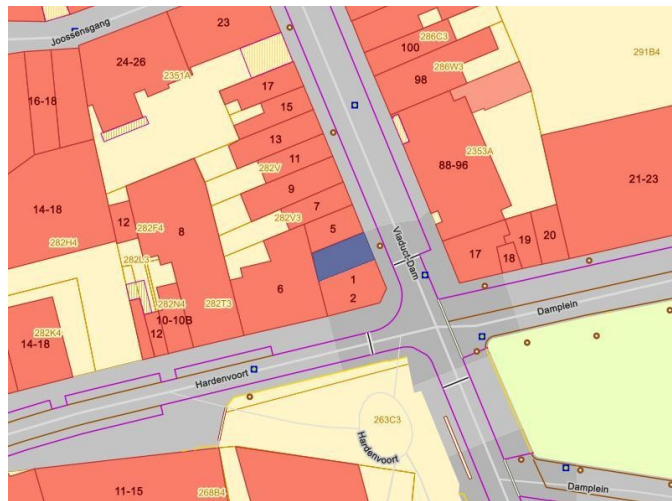 Joossensgang
23
24-26
2351A
16-18
17
15
13
11
282V
9
7
282V3
5
14-18
12
282F4
8
282H4
282L3
282N4
282T3
6
1
2
10-10B
12
282K4
14-18
286C3
100
286W3
98
291B4
2353A
88-96
21-23
Viaduct-Dam
17
18
19
20
Damplein
Hardenvoort
263C3
Hardenvoort
268B4
11-15
Damplein